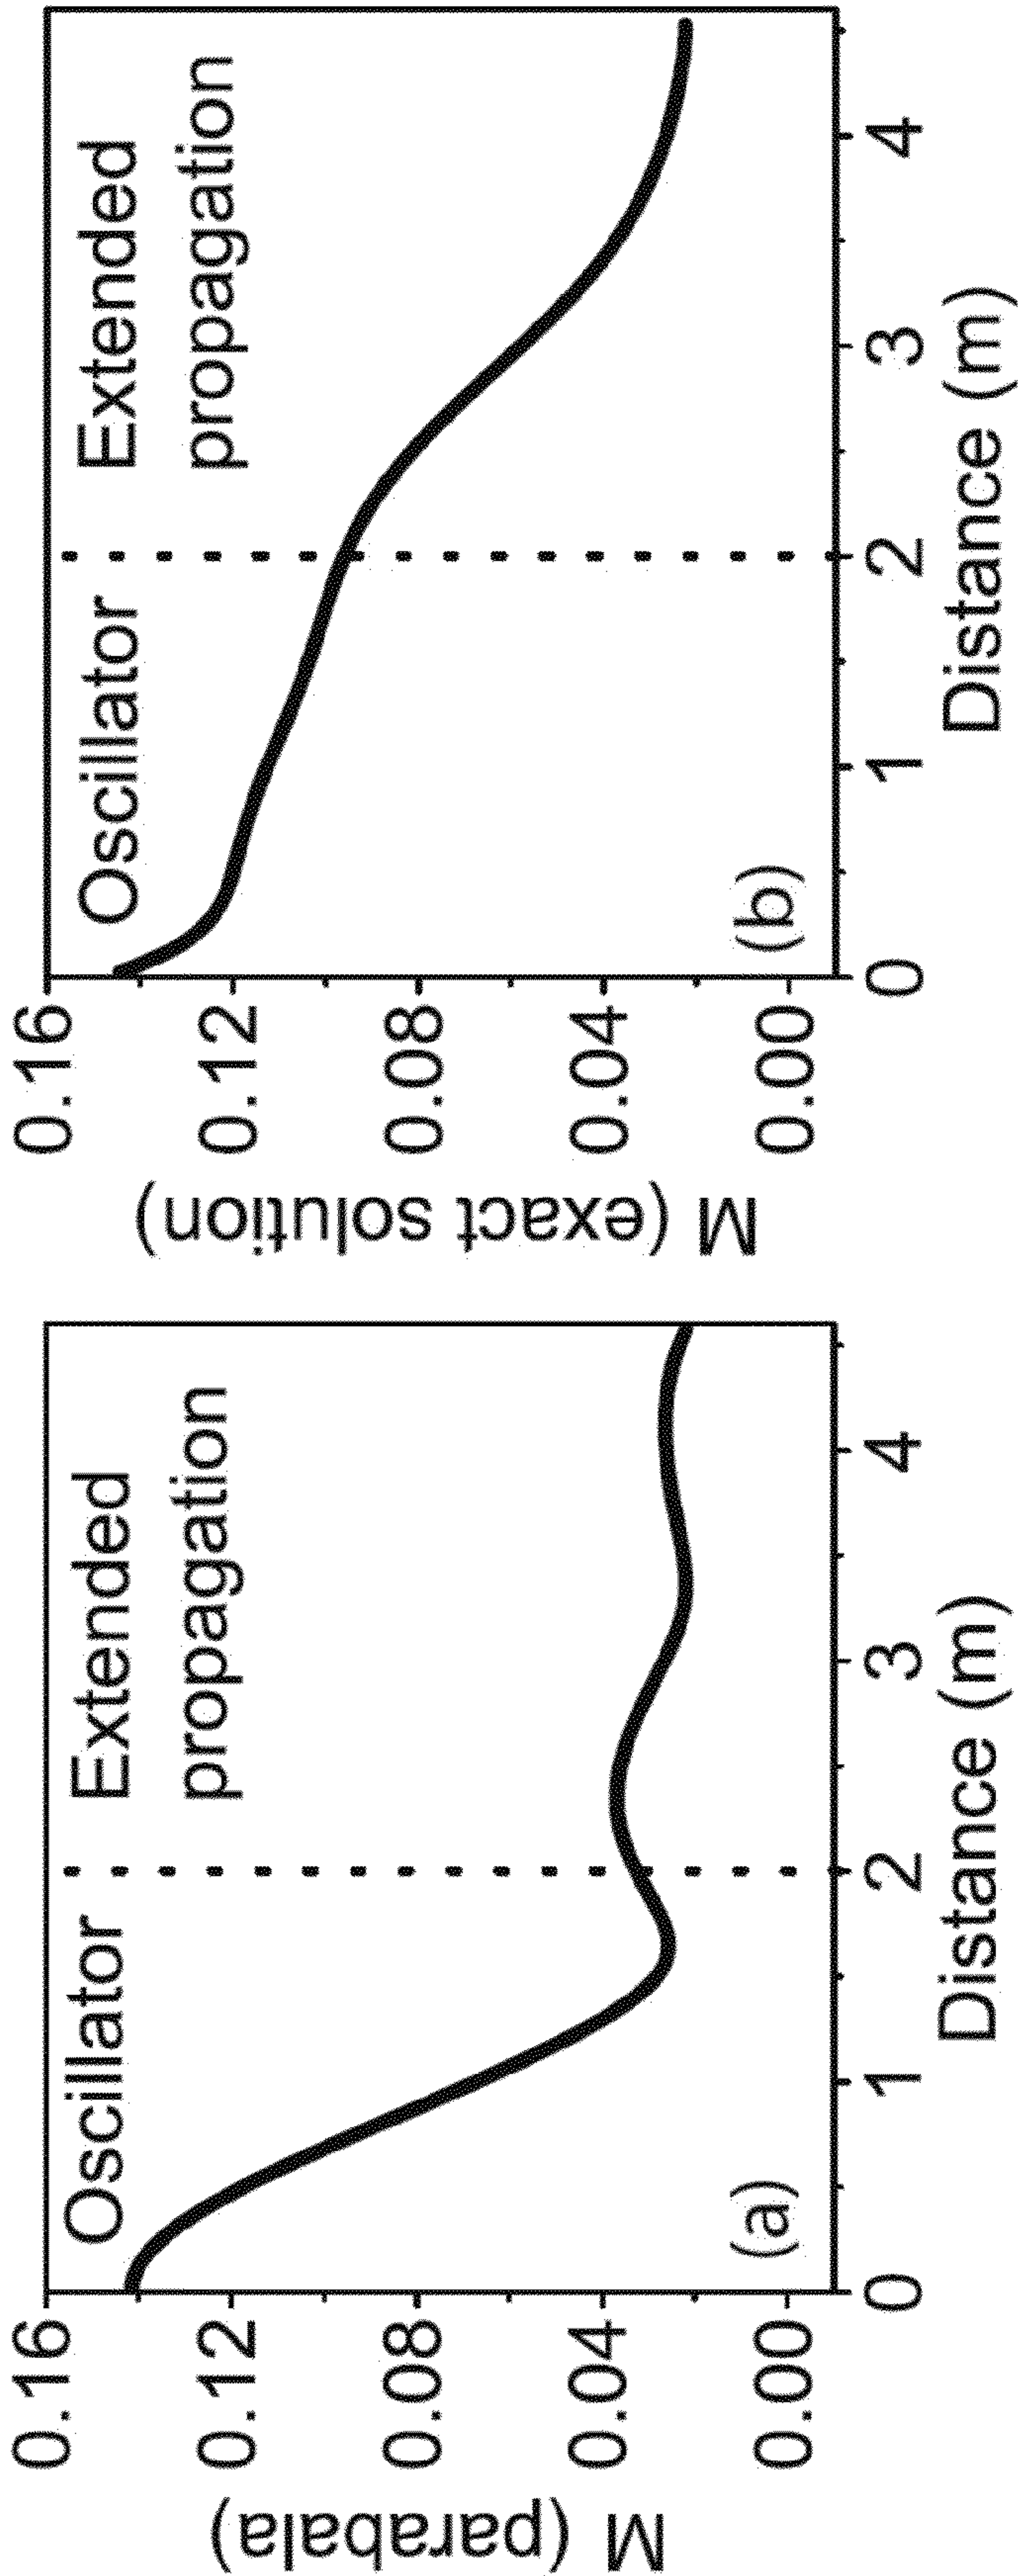 M (parabala)
0.16
0.12
0.08
0.04
0.00
Oscillator
Extended
propagation
(a)
0
1
2
3
4
Distance (m)
M (exact solution)
0.16
0.12
0.08
0.04
0.00
Oscillator
Extended
propagation
(b)
0
1
2
3
4
Distance (m)